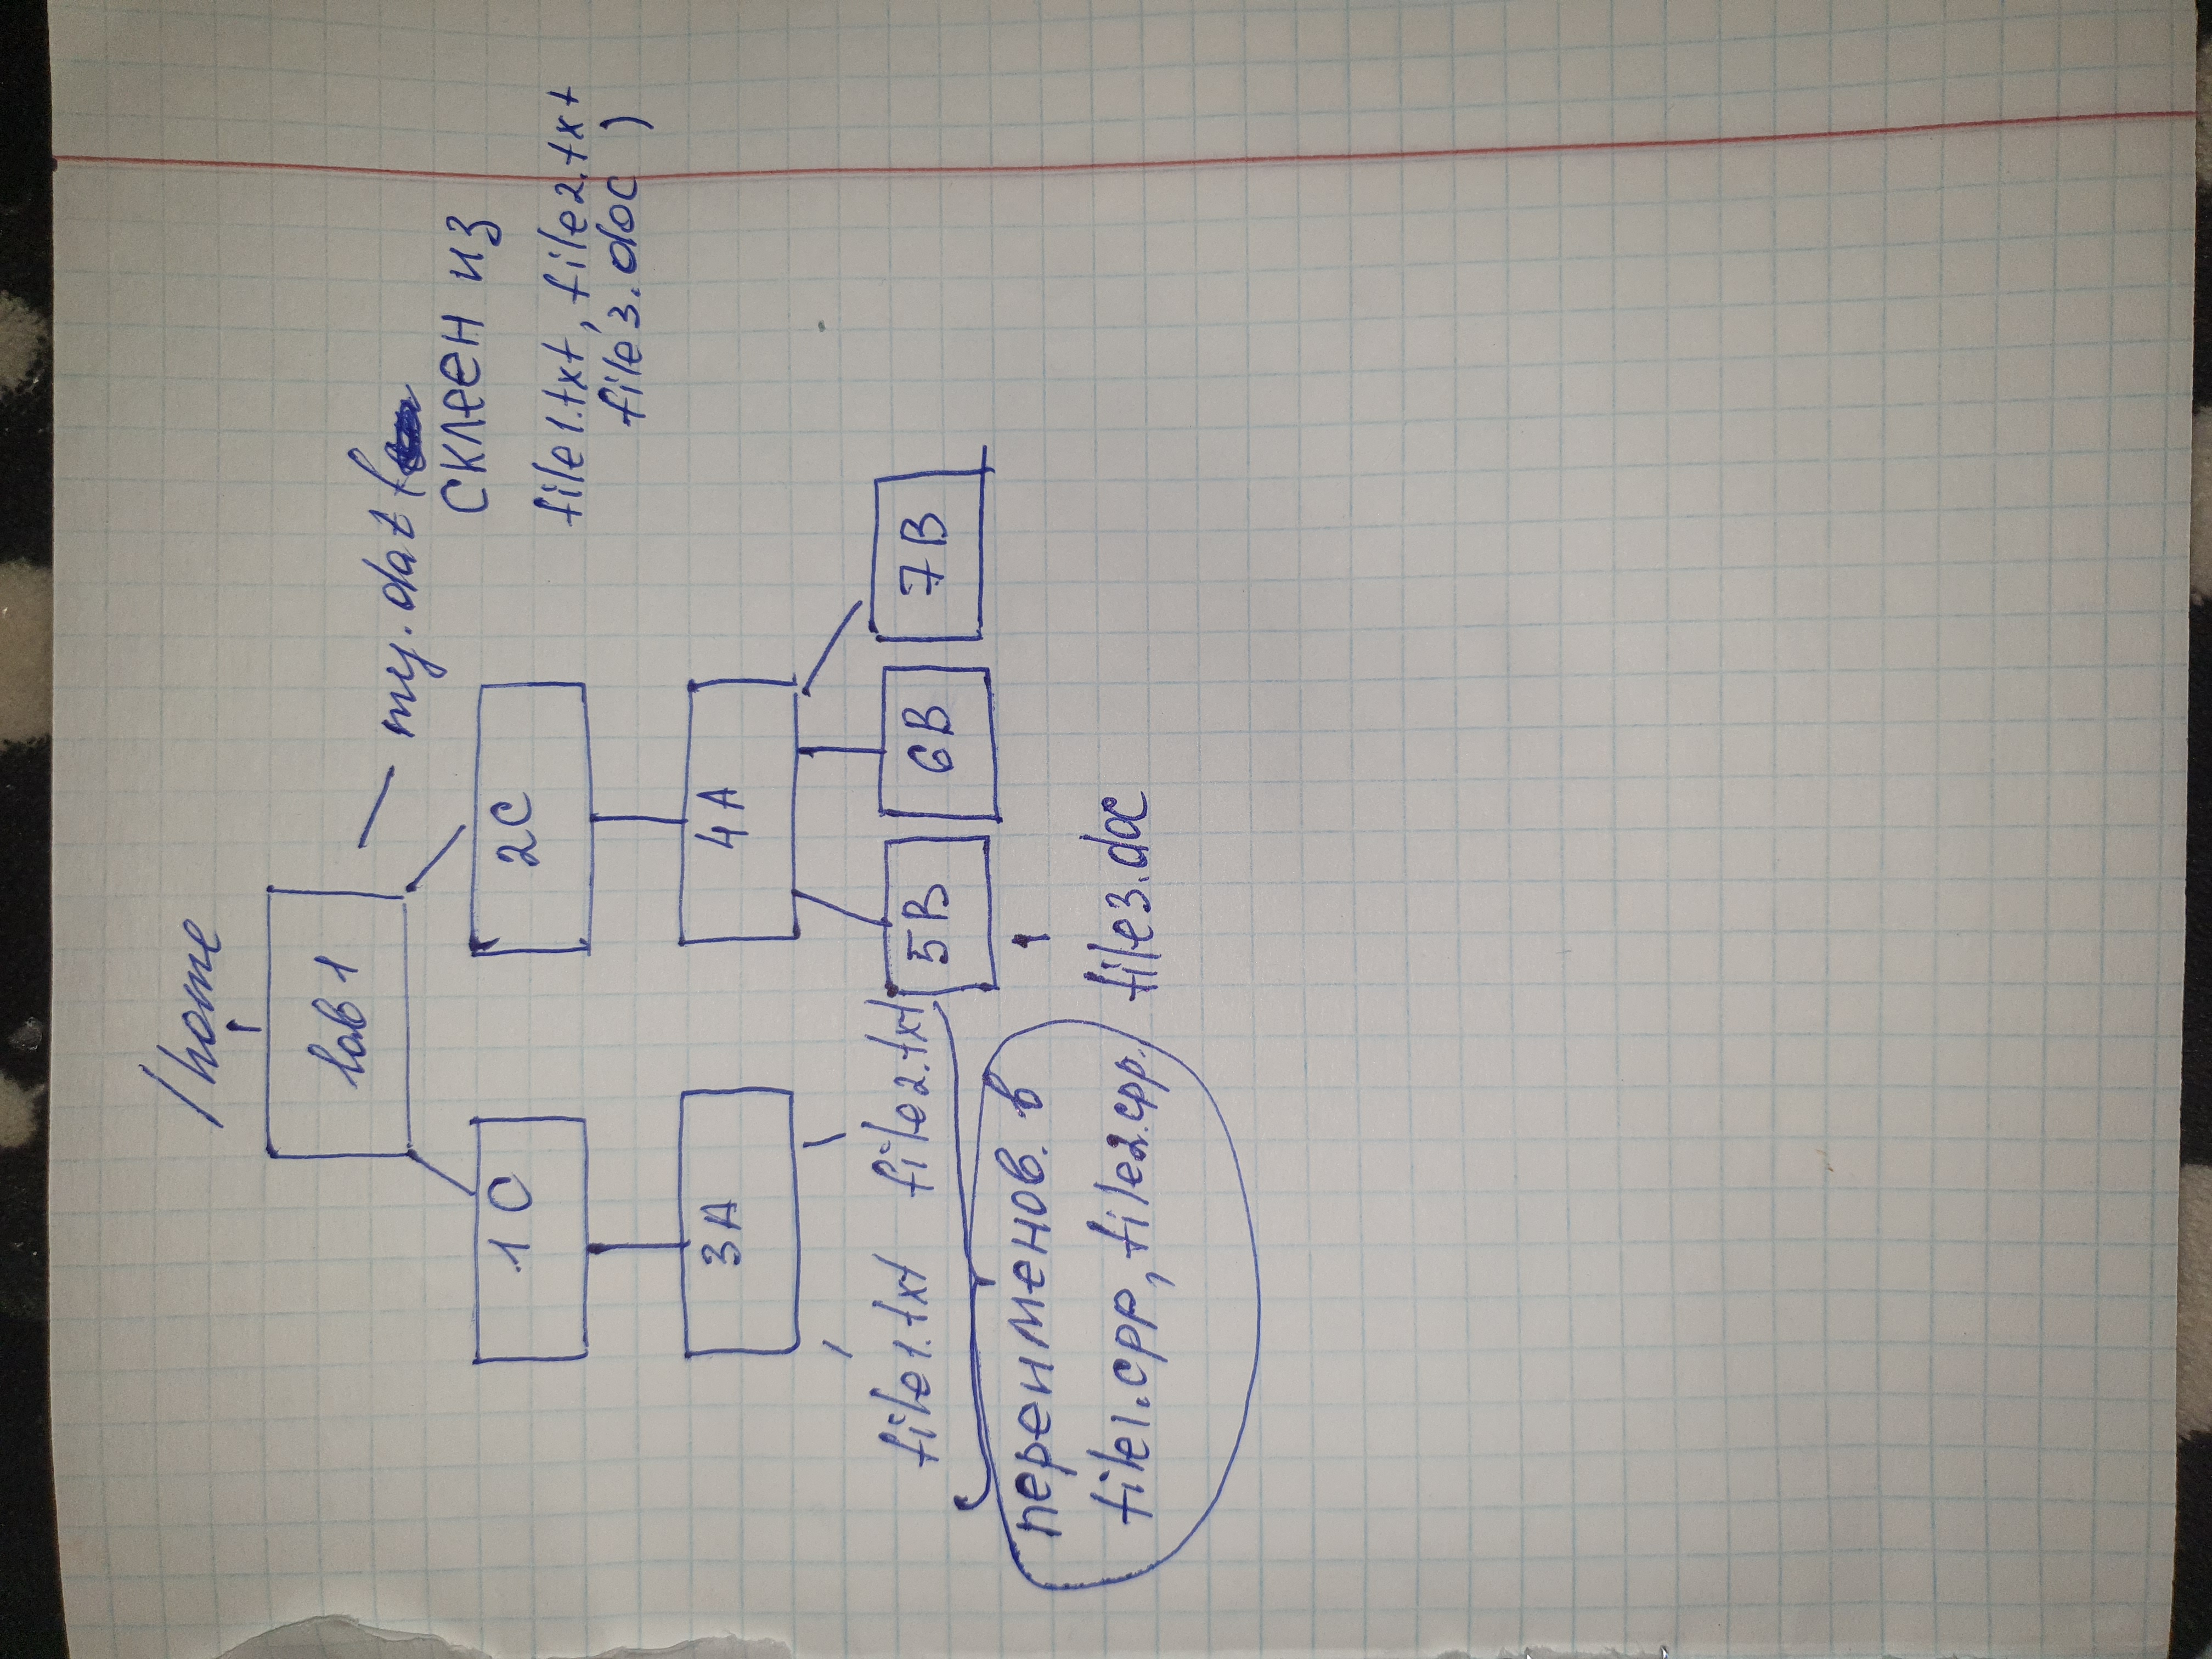 /home
lab 1
my.dat (
склеен из
file1.txt, file2.txt
file3.doc )
1C
2C
3A
4A
file1.txt file2.txt
5B
6B
7B
переименов. в
file1.cpp, file2.cpp.
file3.doc